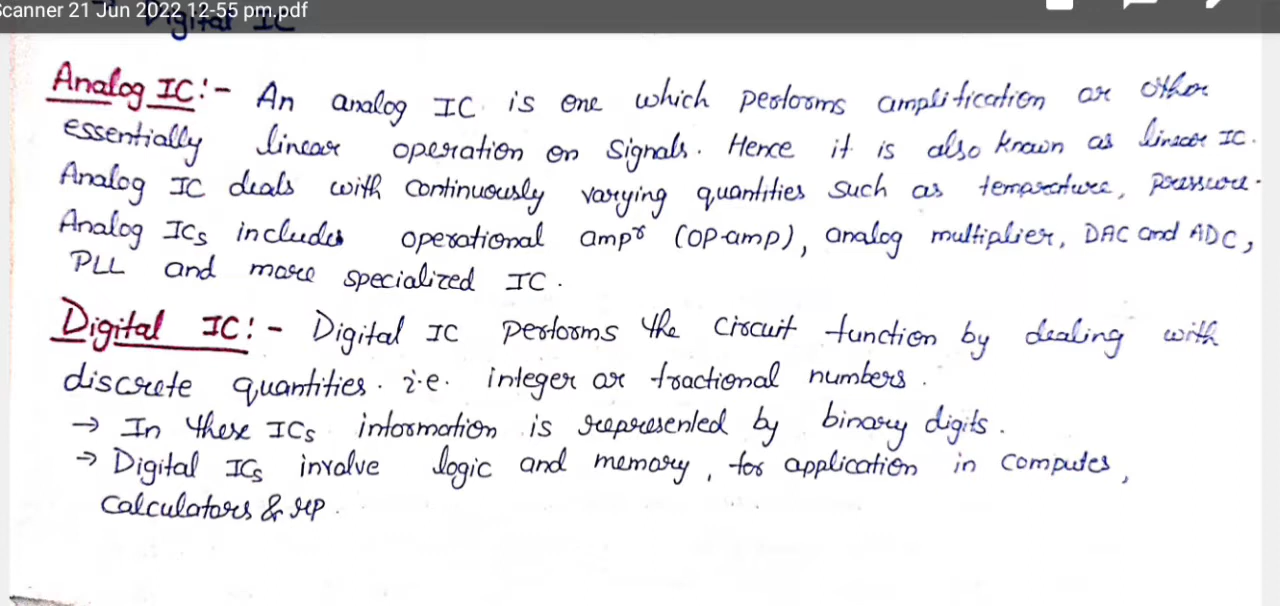 Scanner 21 Jun 2022 12-55 pm.pdf
Digital IC
Analog IC:- An analog IC is one which performs amplification or other
essentially linear operation on signals. Hence it is also known as linear IC.
Analog IC deals with continuously varying quantities such as temperature, pressure.
Analog ICs includes operational ampr (OP-amp), analog multiplier, DAC and ADC,
PLL and more specialized IC.
Digital IC:- Digital IC performs the circuit function by dealing with
discrete quantities. i.e. integer or fractional numbers.
→ In these ICs information is represented by binary digits.
→ Digital ICs involve logic and memory, for application in computes,
Calculators & μP.